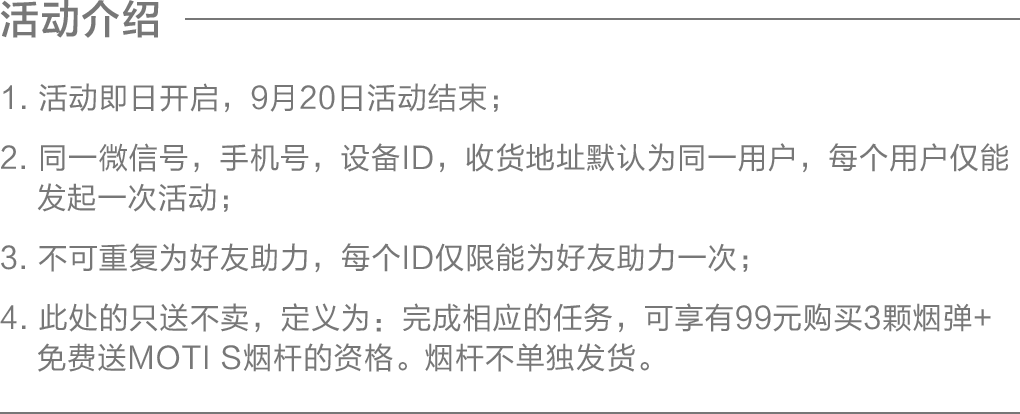 活动介绍
1. 活动即日开启，9月20日活动结束；
2. 同一微信号，手机号，设备ID，收货地址默认为同一用户，每个用户仅能
发起一次活动；
3. 不可重复为好友助力，每个ID仅限能为好友助力一次；
4. 此处的只送不卖，定义为：完成相应的任务，可享有99元购买3颗烟弹+
免费送MOTI S烟杆的资格。烟杆不单独发货。